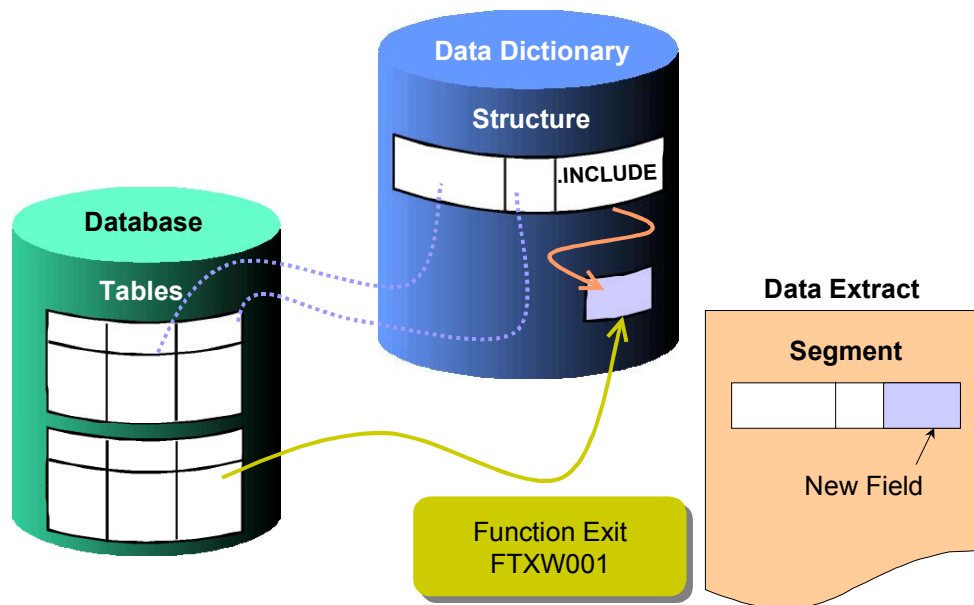 Data Dictionary
Structure
.INCLUDE
Database
Tables
Data Extract
Segment
New Field
Function Exit
FTXW001